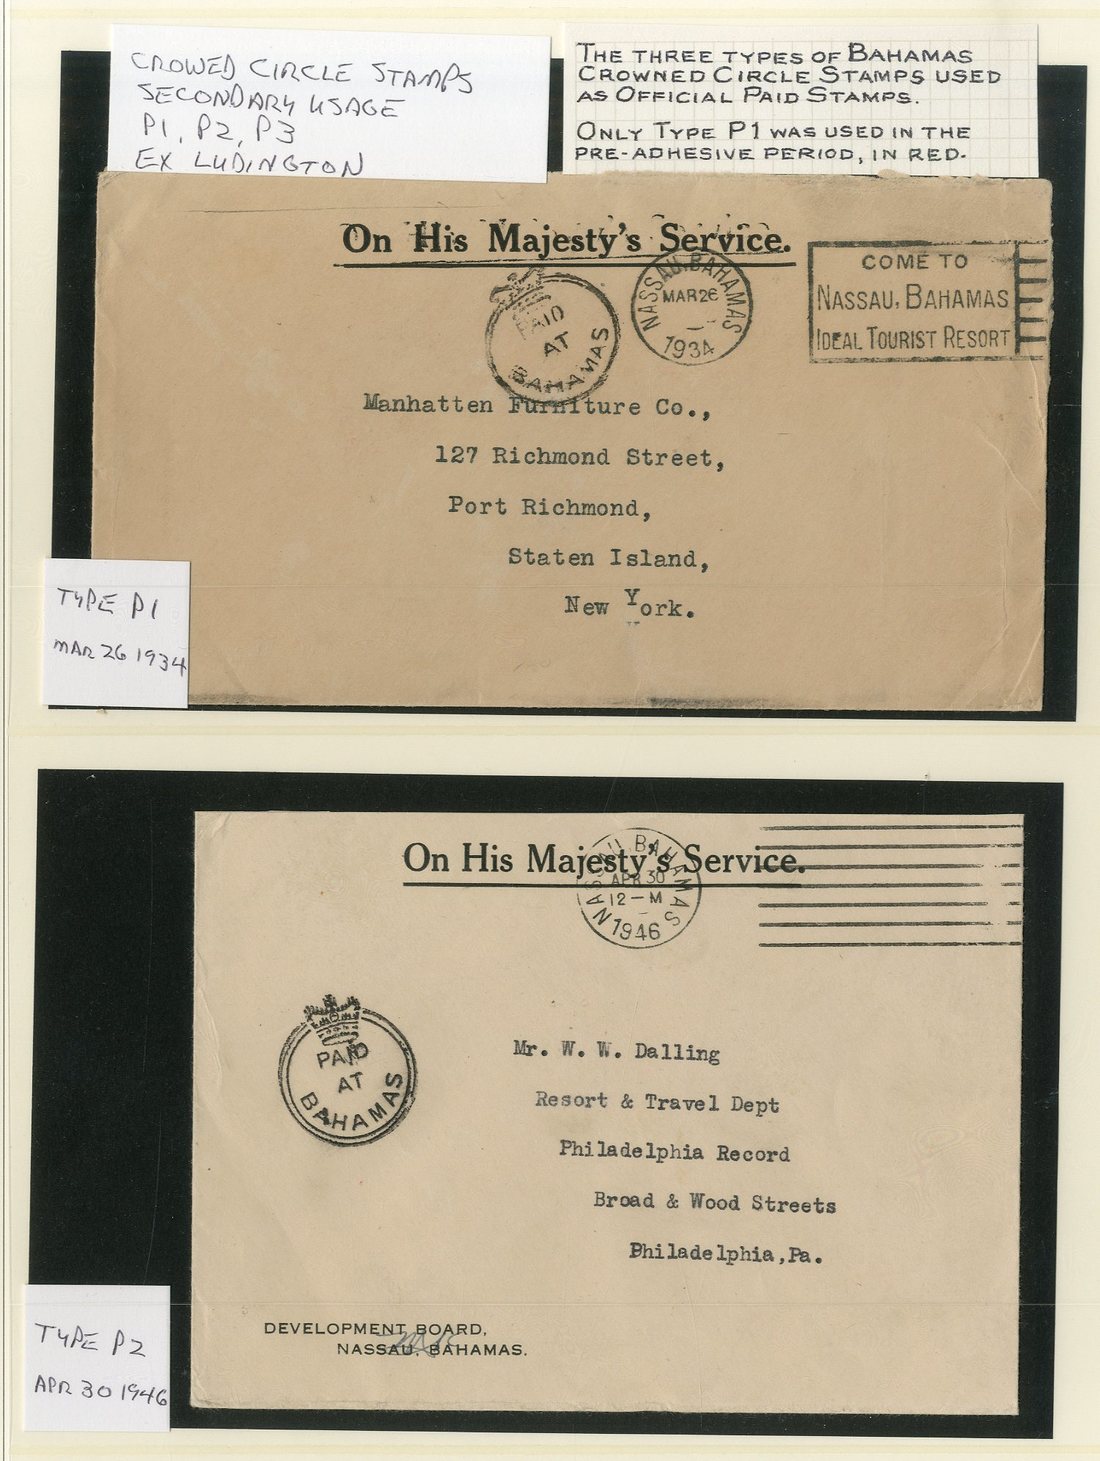 CROWED CIRCLE STAMPS
SECONDARY USAGE
P1, P2, P3
EX LUDINGTON
THE THREE TYPES OF BAHAMAS
CROWNED CIRCLE STAMPS USED
AS OFFICIAL PAID STAMPS.
ONLY TYPE P1 WAS USED IN THE
PRE-ADHESIVE PERIOD, IN RED.
On His Majesty's Service.
PAID
AT
BAHAMAS
NASSAU, BAHAMAS
MAR 26
1934
COME TO
NASSAU, BAHAMAS
IDEAL TOURIST RESORT
Manhatten Furniture Co.,
127 Richmond Street,
Port Richmond,
Staten Island,
New York.
TYPE P1
MAR 26 1934
On His Majesty's Service.
NASSAU, BAHAMAS
APR 30
12 - M
1946
PAID
AT
BAHAMAS
Mr. W. W. Dalling
Resort & Travel Dept
Philadelphia Record
Broad & Wood Streets
Philadelphia,Pa.
DEVELOPMENT BOARD,
NASSAU, BAHAMAS.
TYPE P2
APR 30 1946